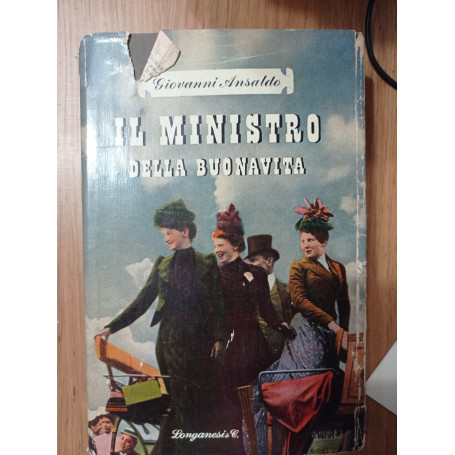 Giovanni Ansaldo
IL MINISTRO
DELLA BUONAVITA
Longanesi & C.